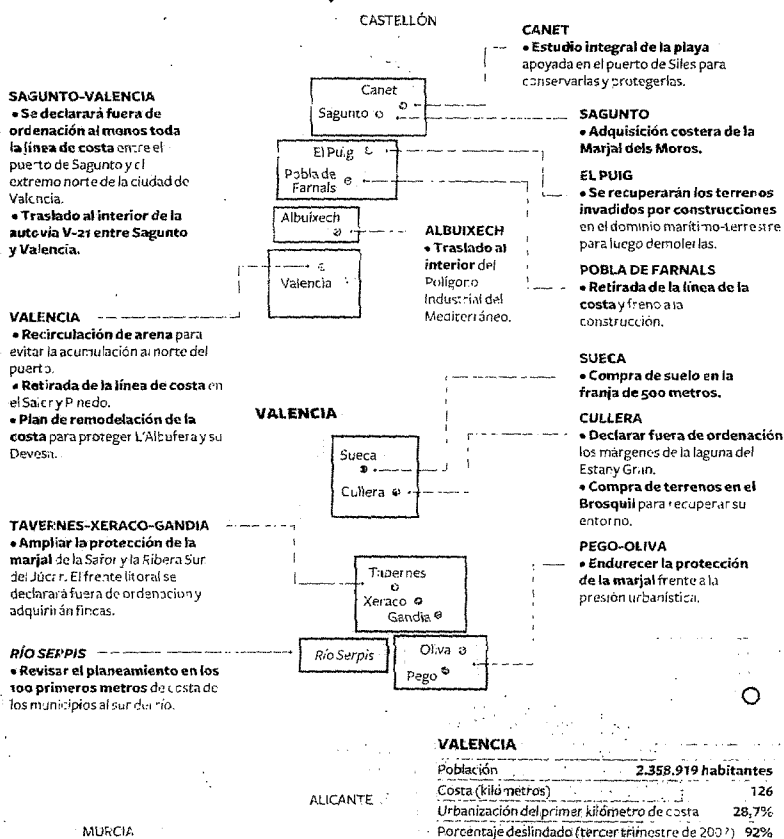 CASTELLÓN
CANET
• Estudio integral de la playa
apoyada en el puerto de Siles para
conservarlas y protegerlas.
SAGUNTO-VALENCIA
• Se declarará fuera de
ordenación al menos toda
la línea de costa entre el
puerto de Sagunto y el
extremo norte de la ciudad de
Valencia.
• Traslado al interior de la
autovía V-21 entre Sagunto
y Valencia.
Canet
Sagunto
SAGUNTO
• Adquisición costera de la
Marjal dels Moros.
El Puig
Pobla de
Farnals
EL PUIG
• Se recuperarán los terrenos
invadidos por construcciones
en el dominio marítimo-terrestre
para luego demolerlas.
Albuixech
ALBUIXECH
• Traslado al
interior del
Polígono
Industrial del
Mediterráneo.
Valencia
POBLA DE FARNALS
• Retirada de la línea de la
costa y freno a la
construcción.
VALENCIA
• Recirculación de arena para
evitar la acumulación al norte del
puerto.
• Retirada de la línea de costa en
el Saler y Pinedo.
• Plan de remodelación de la
costa para proteger L'Albufera y su
Devesa.
VALENCIA
SUECA
• Compra de suelo en la
franja de 500 metros.
Sueca
Cullera
CULLERA
• Declarar fuera de ordenación
los márgenes de la laguna del
Estany Gran.
• Compra de terrenos en el
Brosquil para recuperar su
entorno.
TAVERNES-XERACO-GANDIA
• Ampliar la protección de la
marjal de la Safor y la Ribera Sur
del Júcar. El frente litoral se
declarará fuera de ordenación y
adquirirán fincas.
Tabernes
Xeraco
Gandia
PEGO-OLIVA
• Endurecer la protección
de la marjal frente a la
presión urbanística.
RÍO SERPIS
• Revisar el planeamiento en los
100 primeros metros de costa de
los municipios al sur del río.
Río Serpis
Oliva
Pego
VALENCIA
Población 2.358.919 habitantes
Costa (kilómetros) 126
Urbanización del primer kilómetro de costa 28,7%
Porcentaje deslindado (tercer trimestre de 2007) 92%
ALICANTE
MURCIA